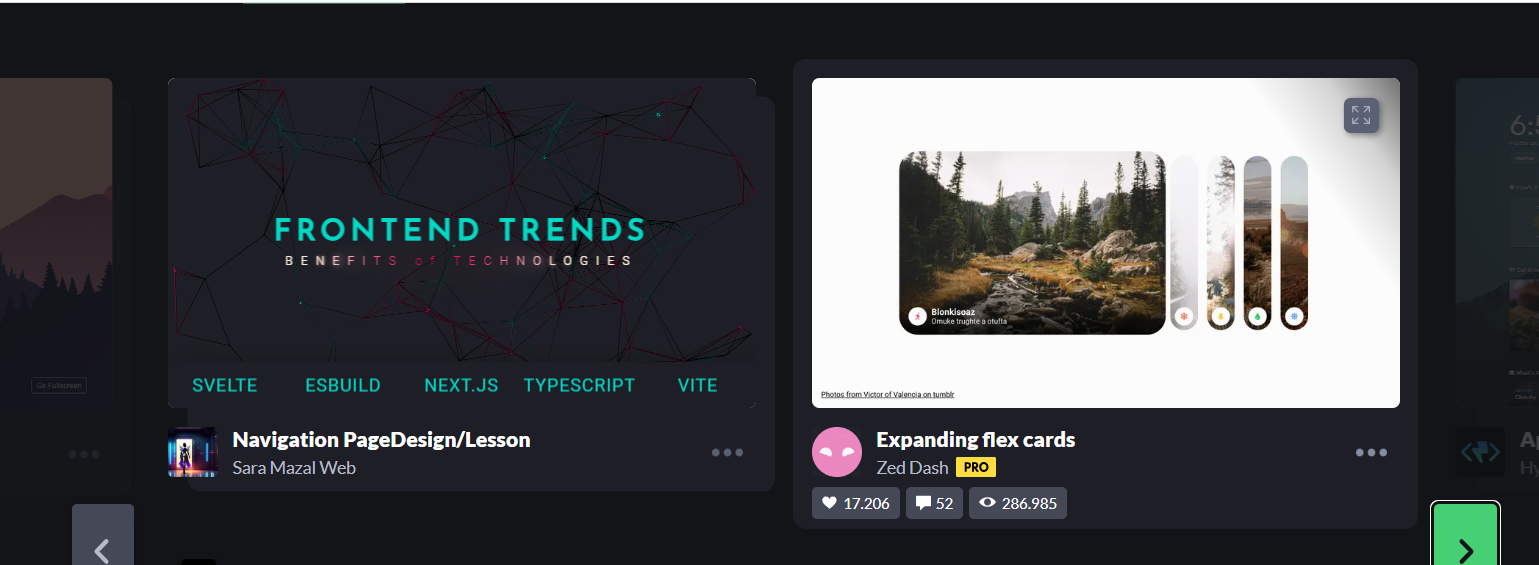 FRONTEND TRENDS
BENEFITS of TECHNOLOGIES
SVELTE ESBUILD NEXT.JS TYPESCRIPT VITE
Navigation PageDesign/Lesson
Sara Mazal Web
Blonkisoaz
Omuke trughte a otufta
Photos from Victor of Valencia on tumblr
Expanding flex cards
Zed Dash PRO
17.206 52 286.985
Go Fullscreen